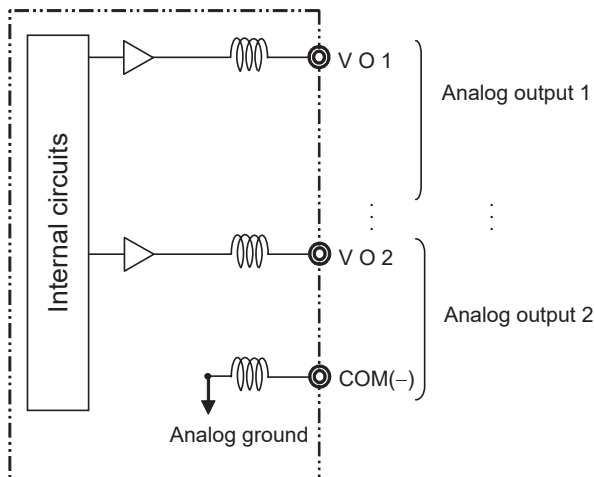 V O 1
Analog output 1
Internal circuits
V O 2
Analog output 2
COM(−)
Analog ground